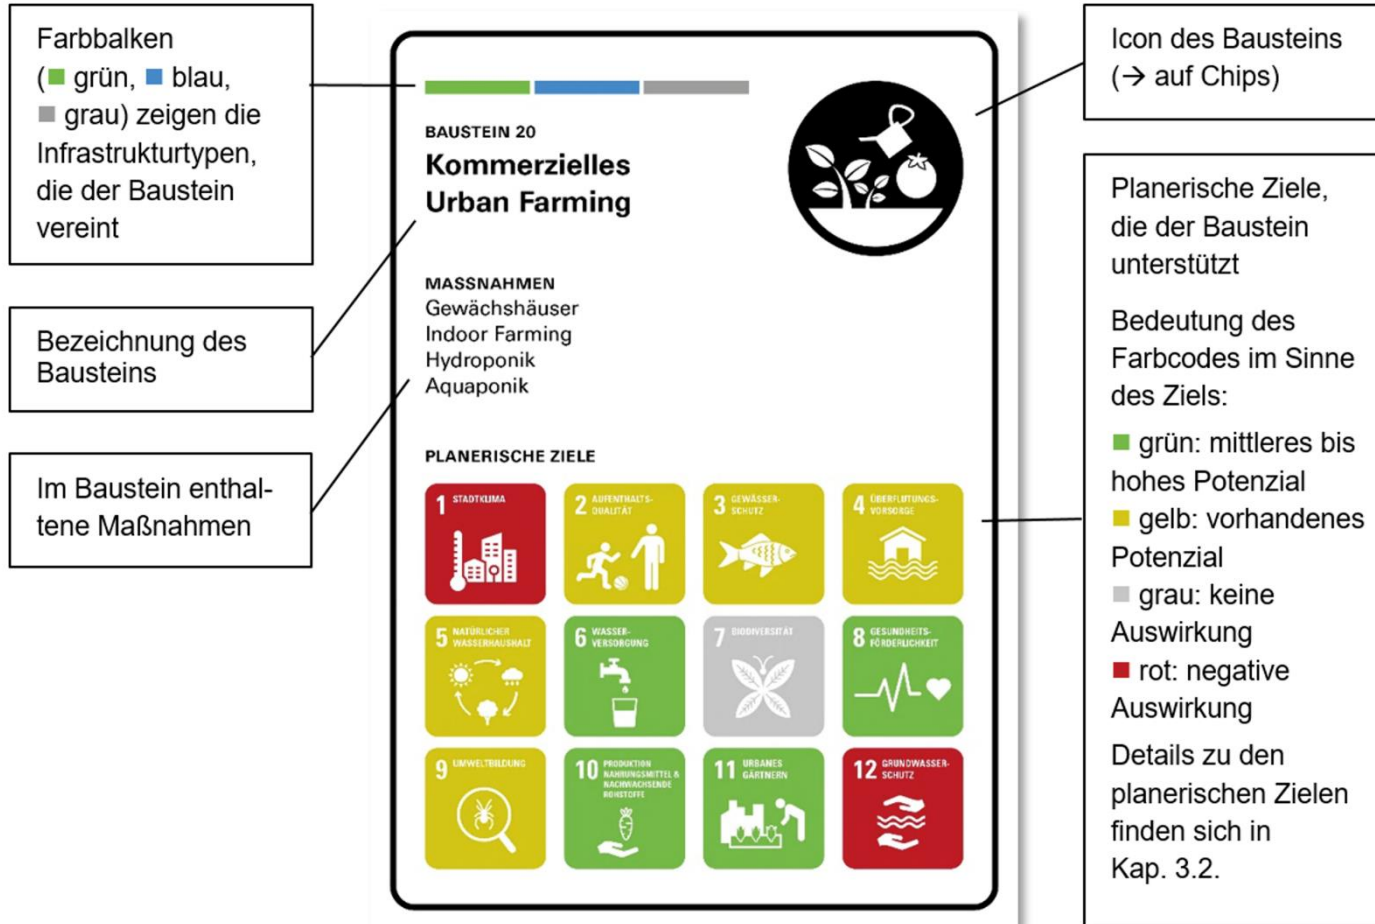 Farbbalken
(■ grün, ■ blau,
■ grau) zeigen die
Infrastrukturtypen,
die der Baustein
vereint
Bezeichnung des
Bausteins
Im Baustein enthal-
tene Maßnahmen
BAUSTEIN 20
Kommerzielles
Urban Farming
MASSNAHMEN
Gewächshäuser
Indoor Farming
Hydroponik
Aquaponik
PLANERISCHE ZIELE
1 STADTKLIMA
2 AUFENTHALTS-
QUALITÄT
3 GEWÄSSER-
SCHUTZ
4 ÜBERFLUTUNGS-
VORSORGE
5 NATÜRLICHER
WASSERHAUSHALT
6 WASSER-
VERSORGUNG
7 BIODIVERSITÄT
8 GESUNDHEITS-
FÖRDERLICHKEIT
9 UMWELTBILDUNG
10 PRODUKTION
NAHRUNGSMITTEL &
NACHWACHSENDE
ROHSTOFFE
11 URBANES
GÄRTNERN
12 GRUNDWASSER-
SCHUTZ
Icon des Bausteins
(→ auf Chips)
Planerische Ziele,
die der Baustein
unterstützt
Bedeutung des
Farbcodes im Sinne
des Ziels:
■ grün: mittleres bis
hohes Potenzial
■ gelb: vorhandenes
Potenzial
■ grau: keine
Auswirkung
■ rot: negative
Auswirkung
Details zu den
planerischen Zielen
finden sich in
Kap. 3.2.